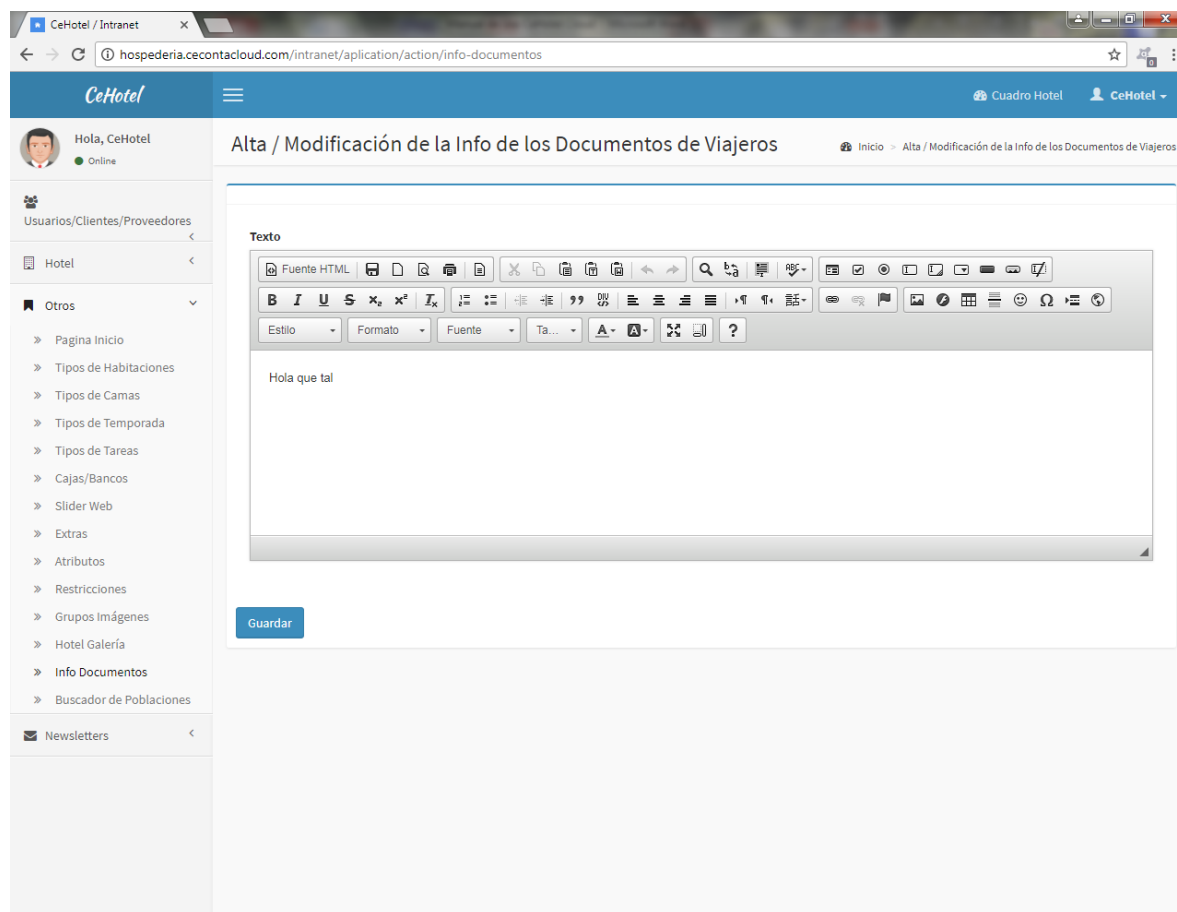 CeHotel / Intranet
hospederia.cecontacloud.com/intranet/aplication/action/info-documentos
0
CeHotel
Cuadro Hotel
CeHotel
Hola, CeHotel
Online
Alta / Modificación de la Info de los Documentos de Viajeros
Inicio > Alta / Modificación de la Info de los Documentos de Viajeros
Usuarios/Clientes/Proveedores
Hotel
Otros
Pagina Inicio
Tipos de Habitaciones
Tipos de Camas
Tipos de Temporada
Tipos de Tareas
Cajas/Bancos
Slider Web
Extras
Atributos
Restricciones
Grupos Imágenes
Hotel Galería
Info Documentos
Buscador de Poblaciones
Newsletters
Texto
Fuente HTML
Estilo
Formato
Fuente
Ta...
Hola que tal
Guardar